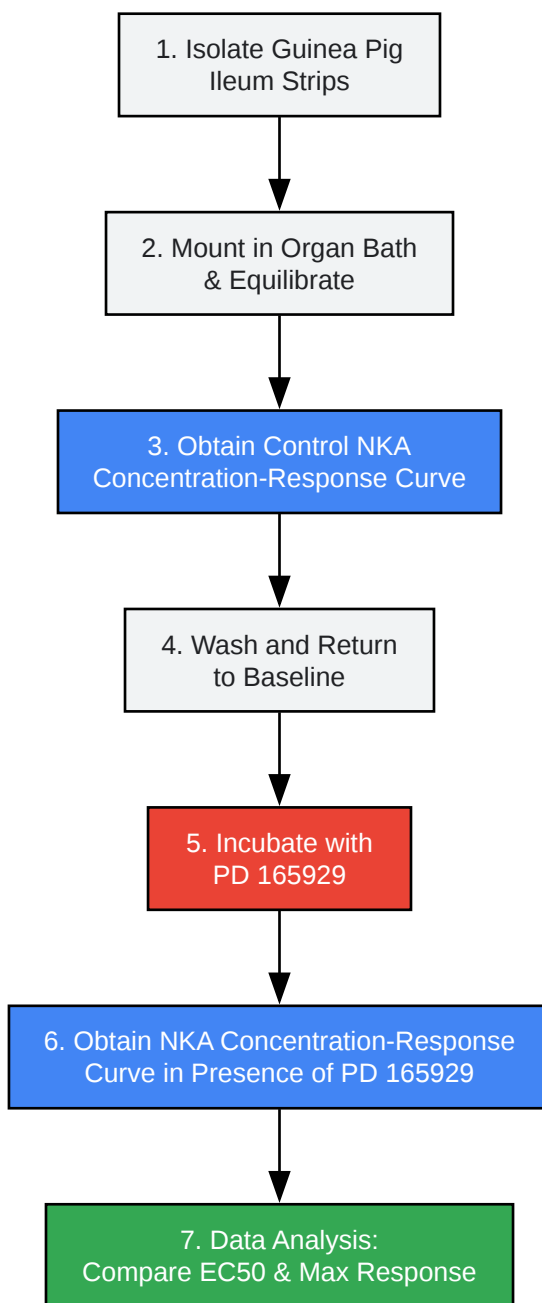 1. Isolate Guinea Pig
Ileum Strips
2. Mount in Organ Bath
& Equilibrate
3. Obtain Control NKA
Concentration-Response Curve
4. Wash and Return
to Baseline
5. Incubate with
PD 165929
6. Obtain NKA Concentration-Response
Curve in Presence of PD 165929
7. Data Analysis:
Compare EC50 & Max Response